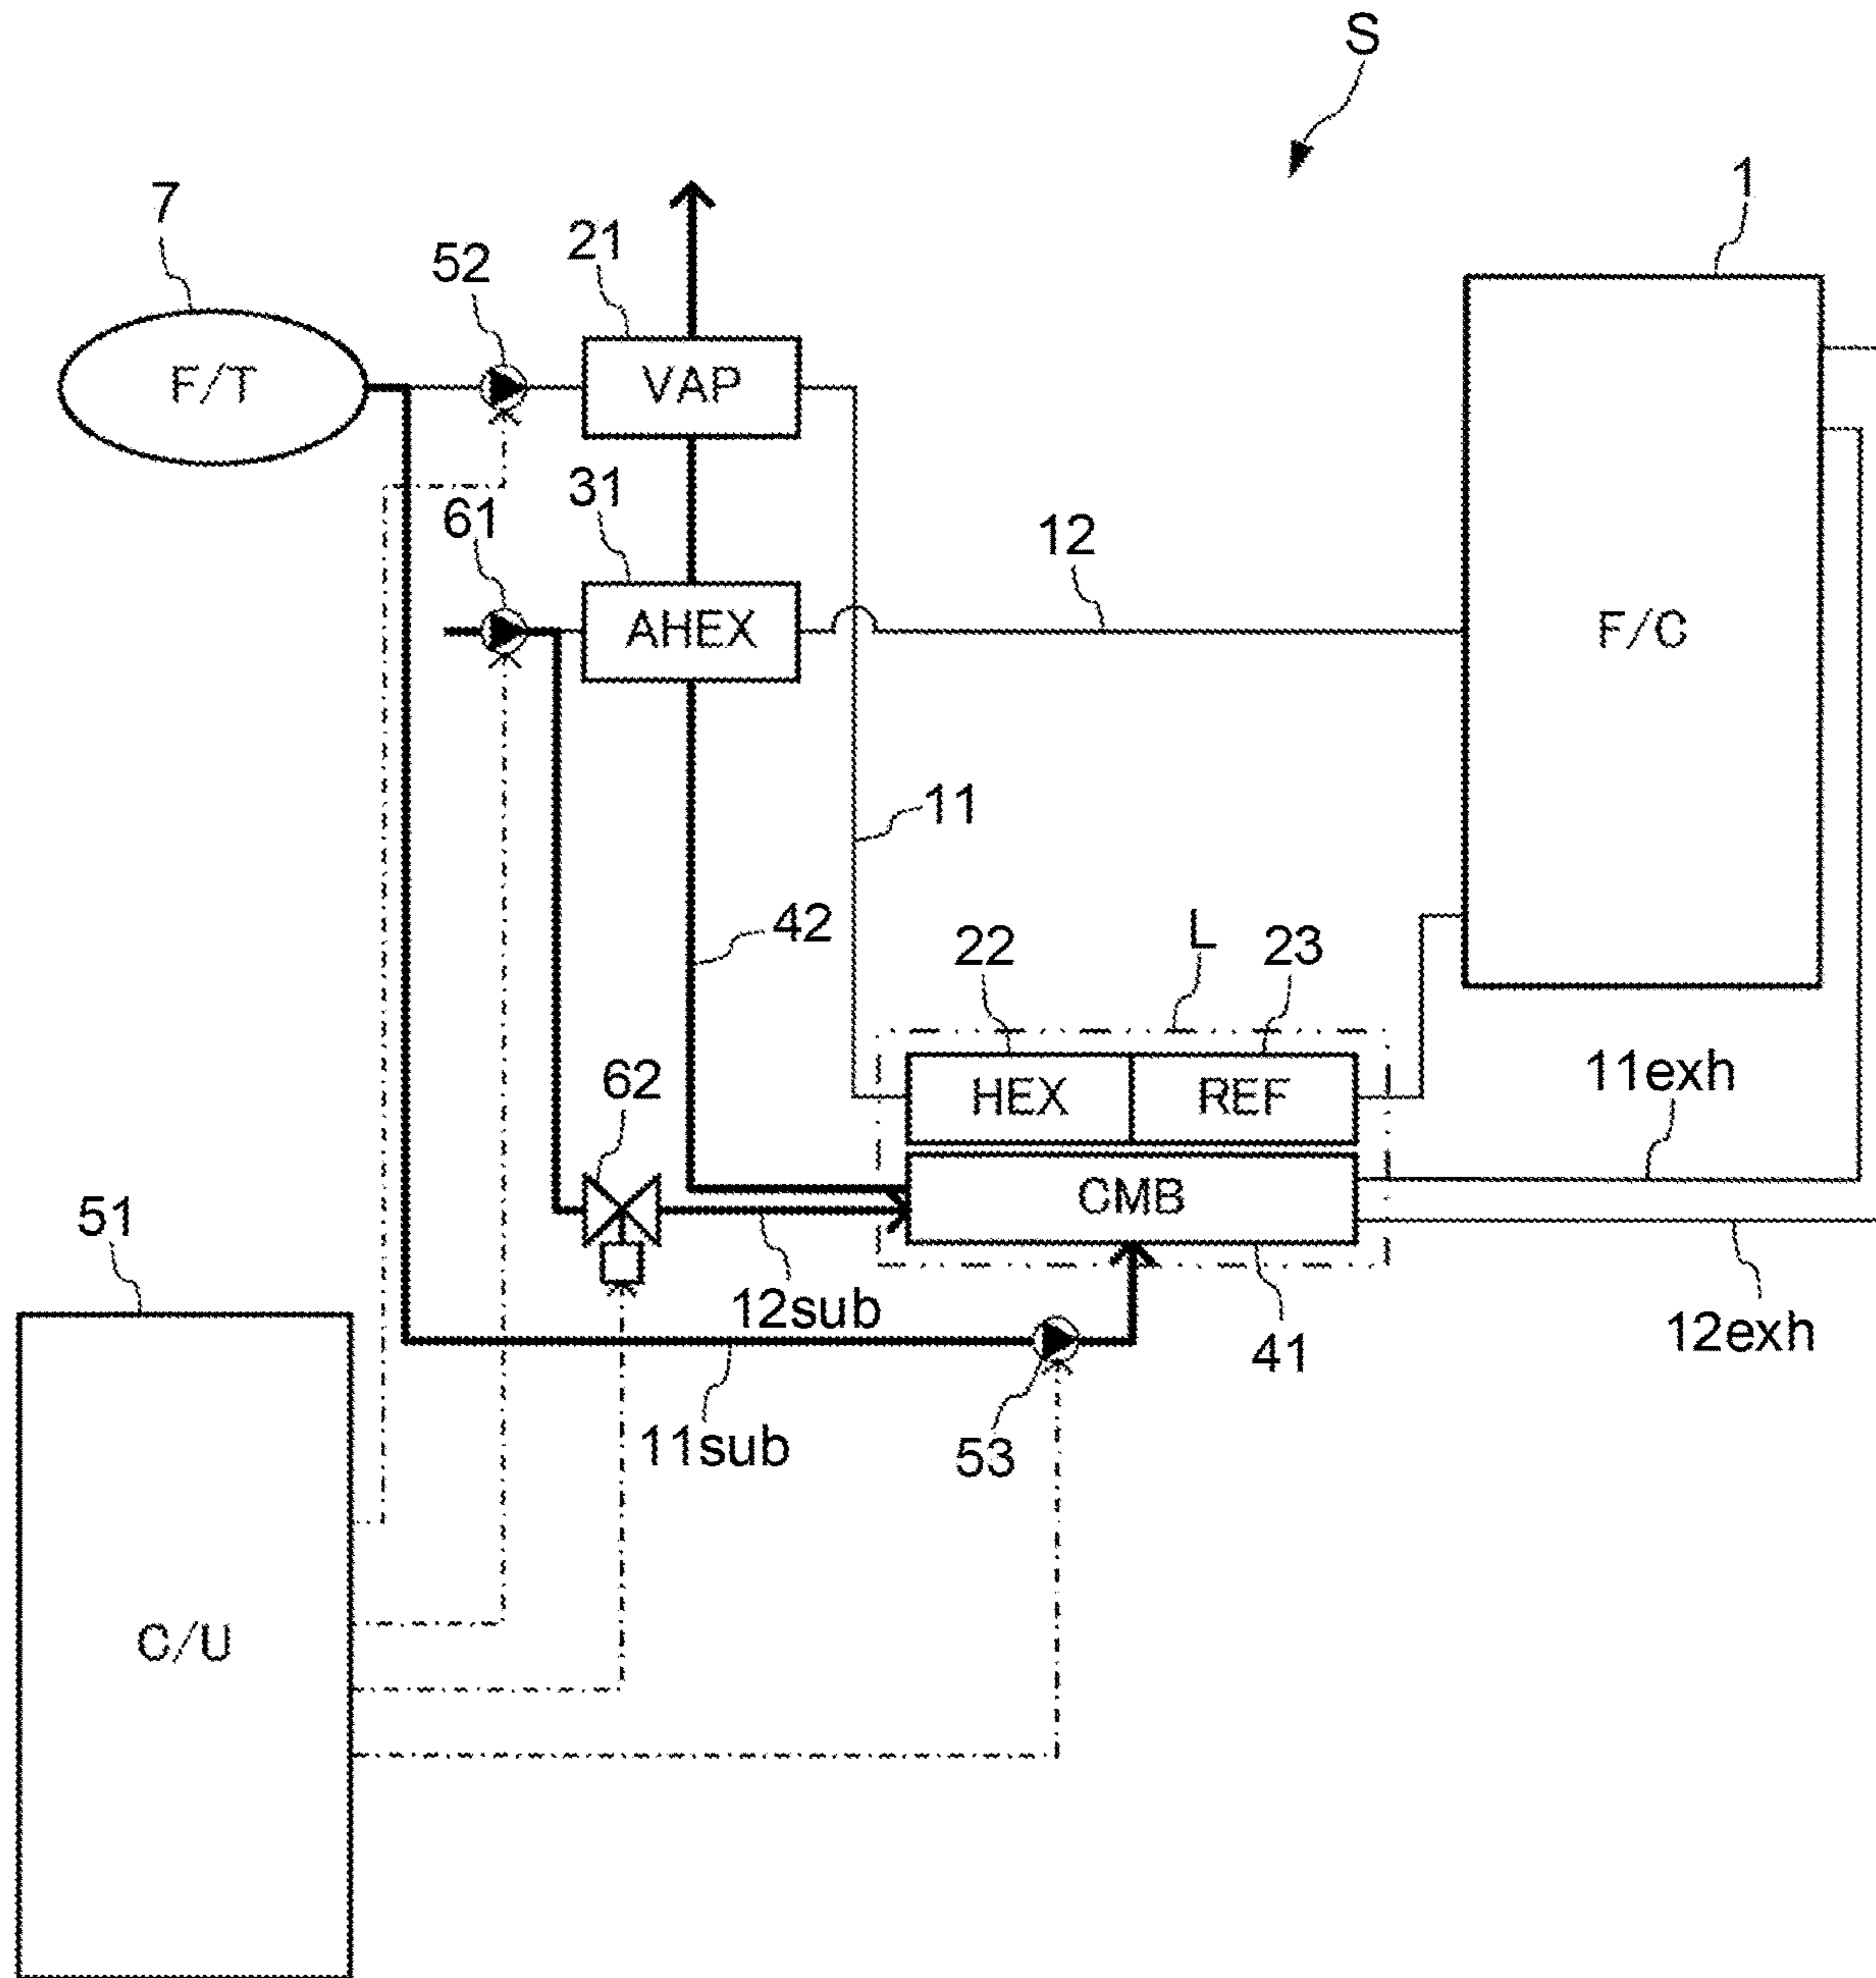 S
7
1
21
52
F/T
VAP
31
61
12
AHEX
F/C
11
42
L
22
23
62
HEX
REF
11exh
CMB
51
12sub
12exh
41
11sub
53
C/U